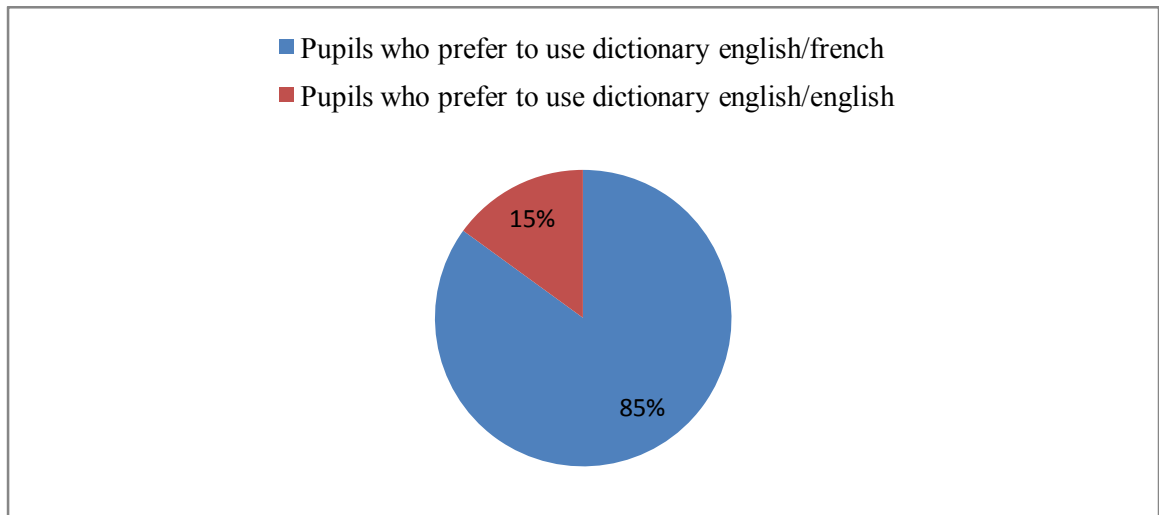 Pupils who prefer to use dictionary english/french
Pupils who prefer to use dictionary english/english
15%
85%